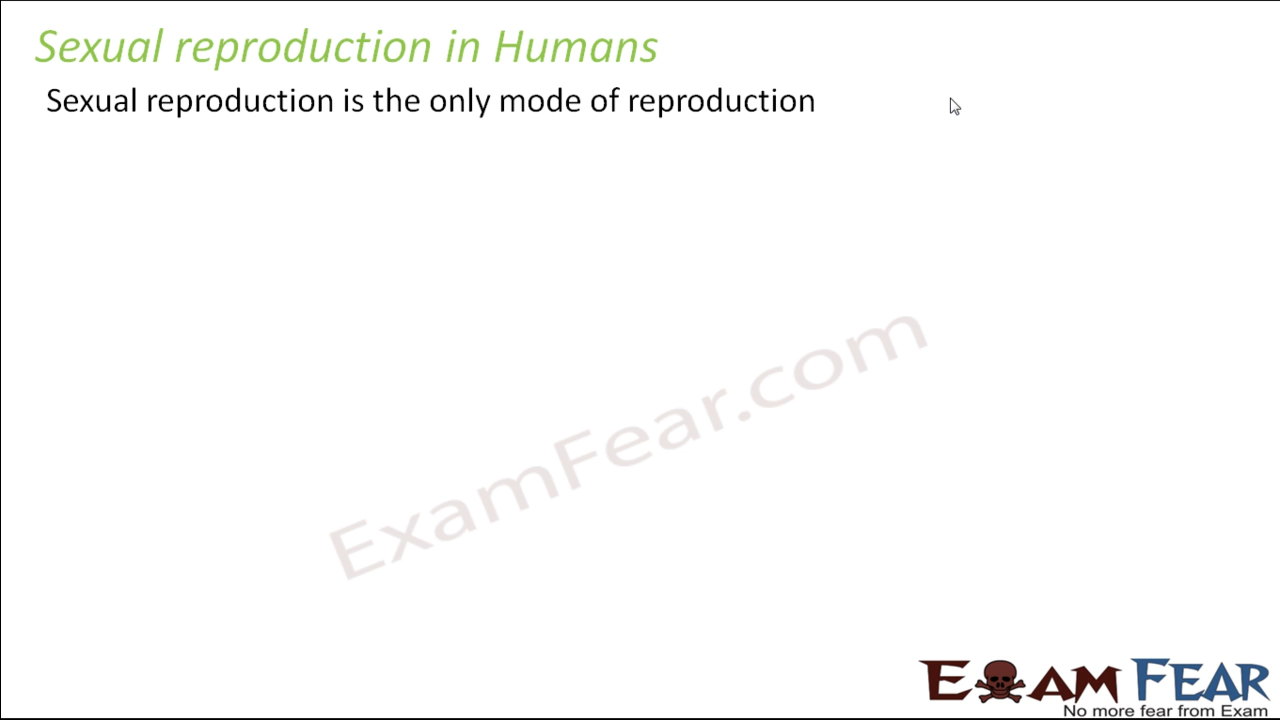 Sexual reproduction in Humans
Sexual reproduction is the only mode of reproduction
ExamFear.com
EXAM FEAR
No more fear from Exam